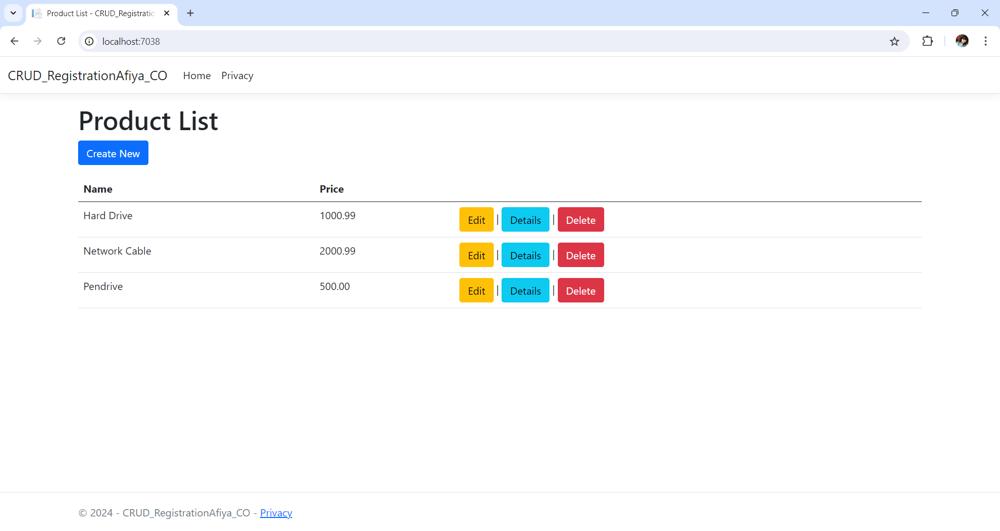 Product List - CRUD_Registratio
localhost:7038
CRUD_RegistrationAfiya_CO Home Privacy
Product List
Create New
Name Price
Hard Drive 1000.99 Edit | Details | Delete
Network Cable 2000.99 Edit | Details | Delete
Pendrive 500.00 Edit | Details | Delete
© 2024 - CRUD_RegistrationAfiya_CO - Privacy